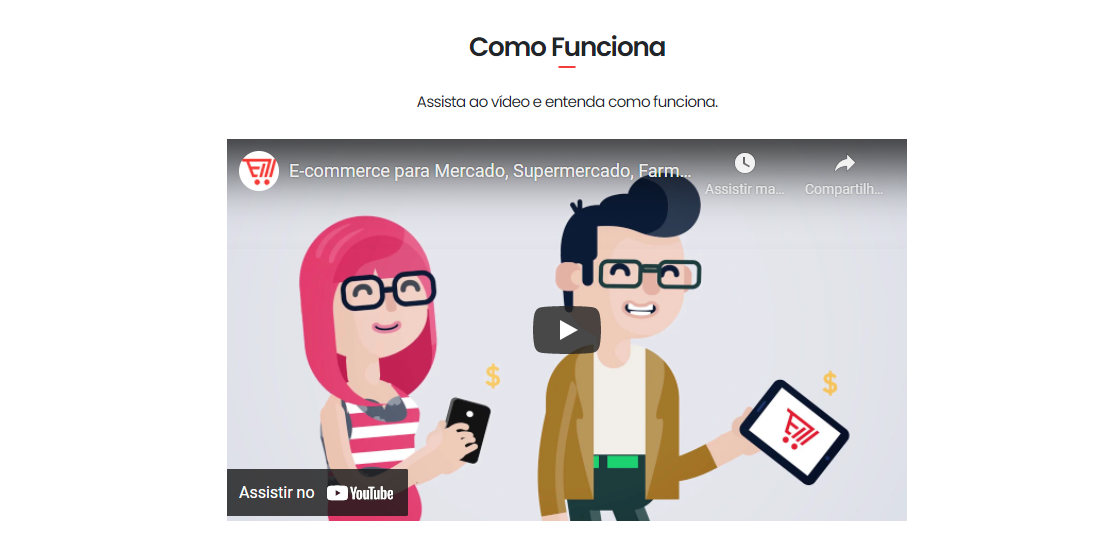 Como Funciona
Assista ao vídeo e entenda como funciona.
E-commerce para Mercado, Supermercado, Farm...
Assistir ma...
Compartilh...
$
$
Assistir no YouTube